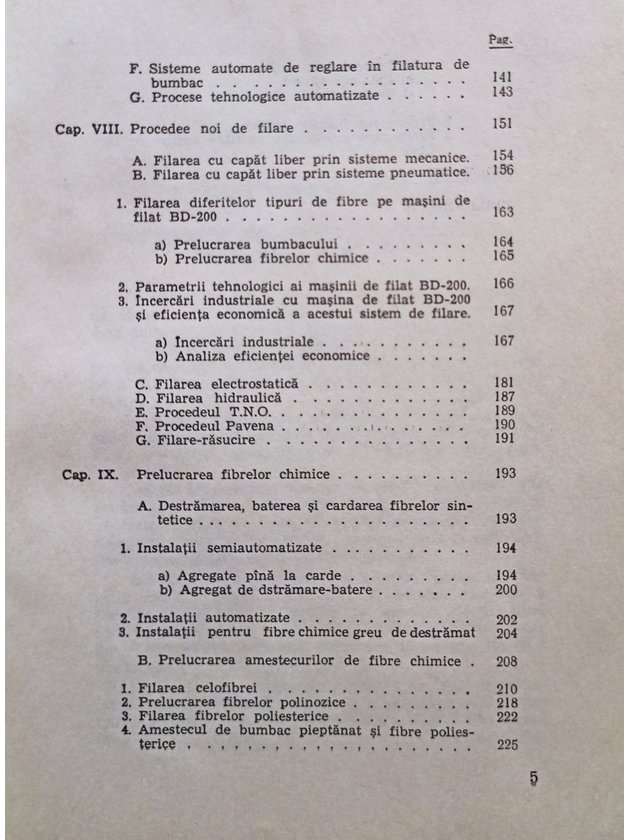 Pag.
F. Sisteme automate de reglare în filatura de
bumbac . . . . . . . . . . . . . . . . 141
G. Procese tehnologice automatizate . . . . . . 143
Cap. VIII. Procedee noi de filare . . . . . . . . . . . . 151
A. Filarea cu capăt liber prin sisteme mecanice. 154
B. Filarea cu capăt liber prin sisteme pneumatice. 156
1. Filarea diferitelor tipuri de fibre pe mașini de
filat BD-200 . . . . . . . . . . . . . . . . . . 163
a) Prelucrarea bumbacului . . . . . . . . . 164
b) Prelucrarea fibrelor chimice . . . . . . . 165
2. Parametrii tehnologici ai mașinii de filat BD-200. 166
3. Încercări industriale cu mașina de filat BD-200
și eficiența economică a acestui sistem de filare. 167
a) Încercări industriale . . . . . . . . . . . 167
b) Analiza eficienței economice . . . . . . .
C. Filarea electrostatică . . . . . . . . . . . . 181
D. Filarea hidraulică . . . . . . . . . . . . . 187
E. Procedeul T.N.O. . . . . . . . . . . . . . . 189
F. Procedeul Pavena . . . . . . . . . . . . . . 190
G. Filare-răsucire . . . . . . . . . . . . . . . 191
Cap. IX. Prelucrarea fibrelor chimice . . . . . . . . . . 193
A. Destrămarea, baterea și cardarea fibrelor sin-
tetice . . . . . . . . . . . . . . . . . . . . 193
1. Instalații semiautomatizate . . . . . . . . . . . 194
a) Agregate pînă la carde . . . . . . . . . 194
b) Agregat de dstrămare-batere . . . . . . . 200
2. Instalații automatizate . . . . . . . . . . . . . 202
3. Instalații pentru fibre chimice greu de destrămat 204
B. Prelucrarea amestecurilor de fibre chimice . 208
1. Filarea celofibrei . . . . . . . . . . . . . . . 210
2. Prelucrarea fibrelor polinozice . . . . . . . . . 218
3. Filarea fibrelor poliesterice . . . . . . . . . . 222
4. Amestecul de bumbac pieptănat și fibre polies-
terice . . . . . . . . . . . . . . . . . . . . 225
5